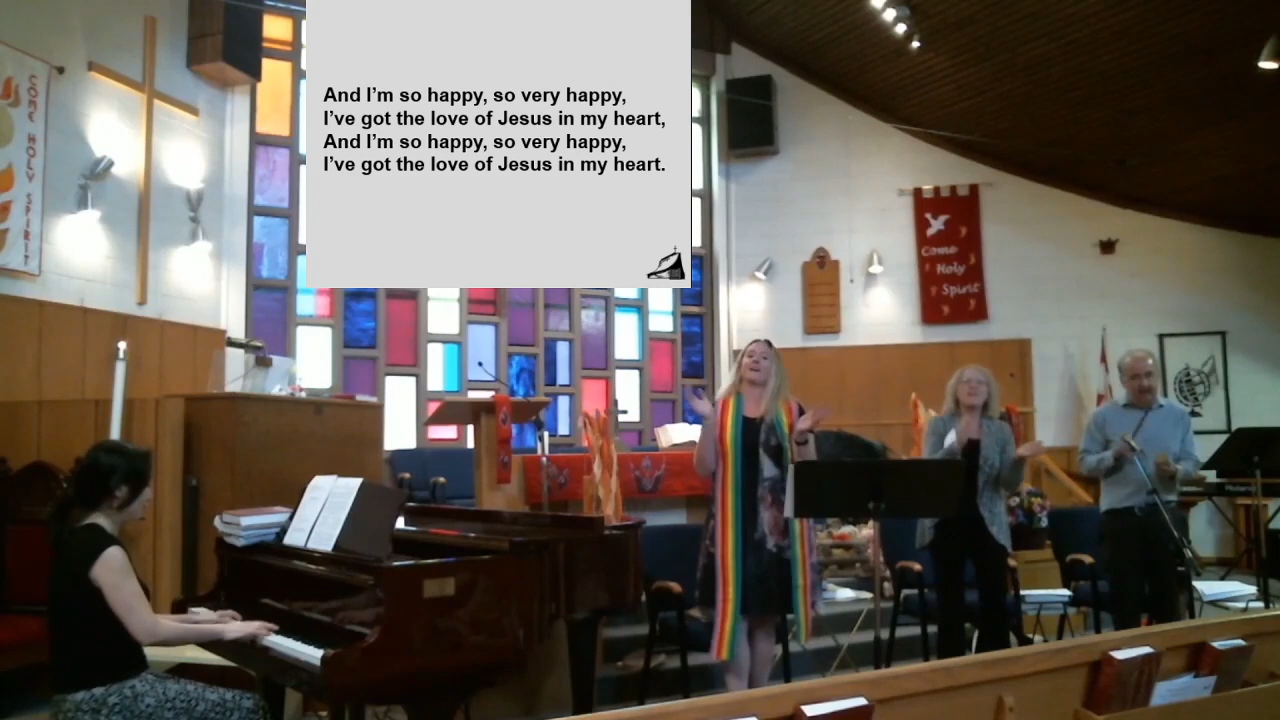 And I'm so happy, so very happy,
I've got the love of Jesus in my heart,
And I'm so happy, so very happy,
I've got the love of Jesus in my heart.
COME HOLY SPIRIT
Come
Holy
Spirit